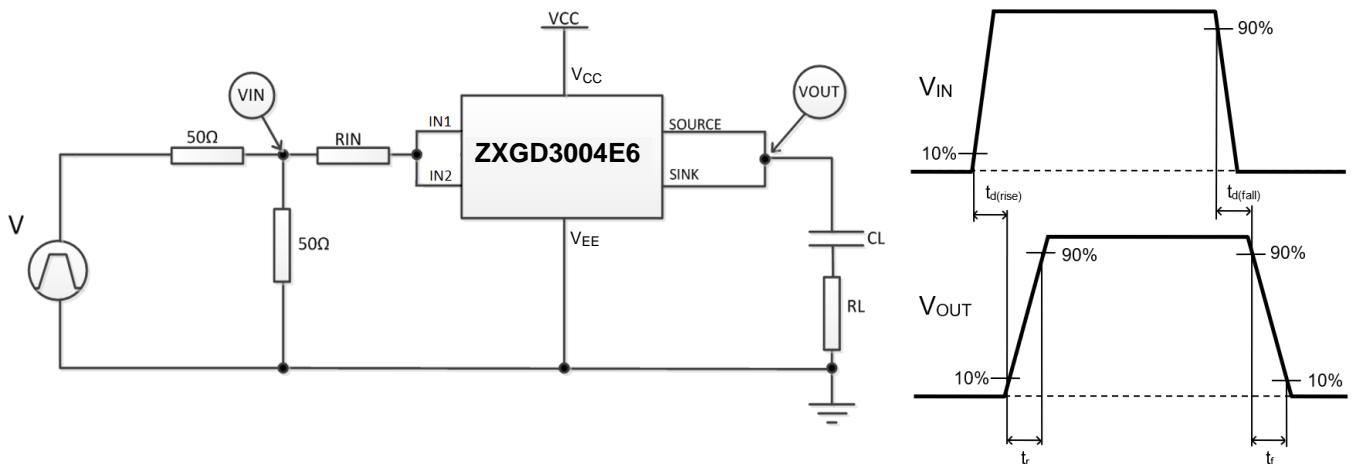 VCC
VCC
VIN
VOUT
50Ω
RIN
IN1
IN2
ZXGD3004E6
SOURCE
SINK
V
50Ω
VEE
CL
RL
VIN
90%
10%
td(rise)
td(fall)
VOUT
90%
90%
10%
10%
tr
tf